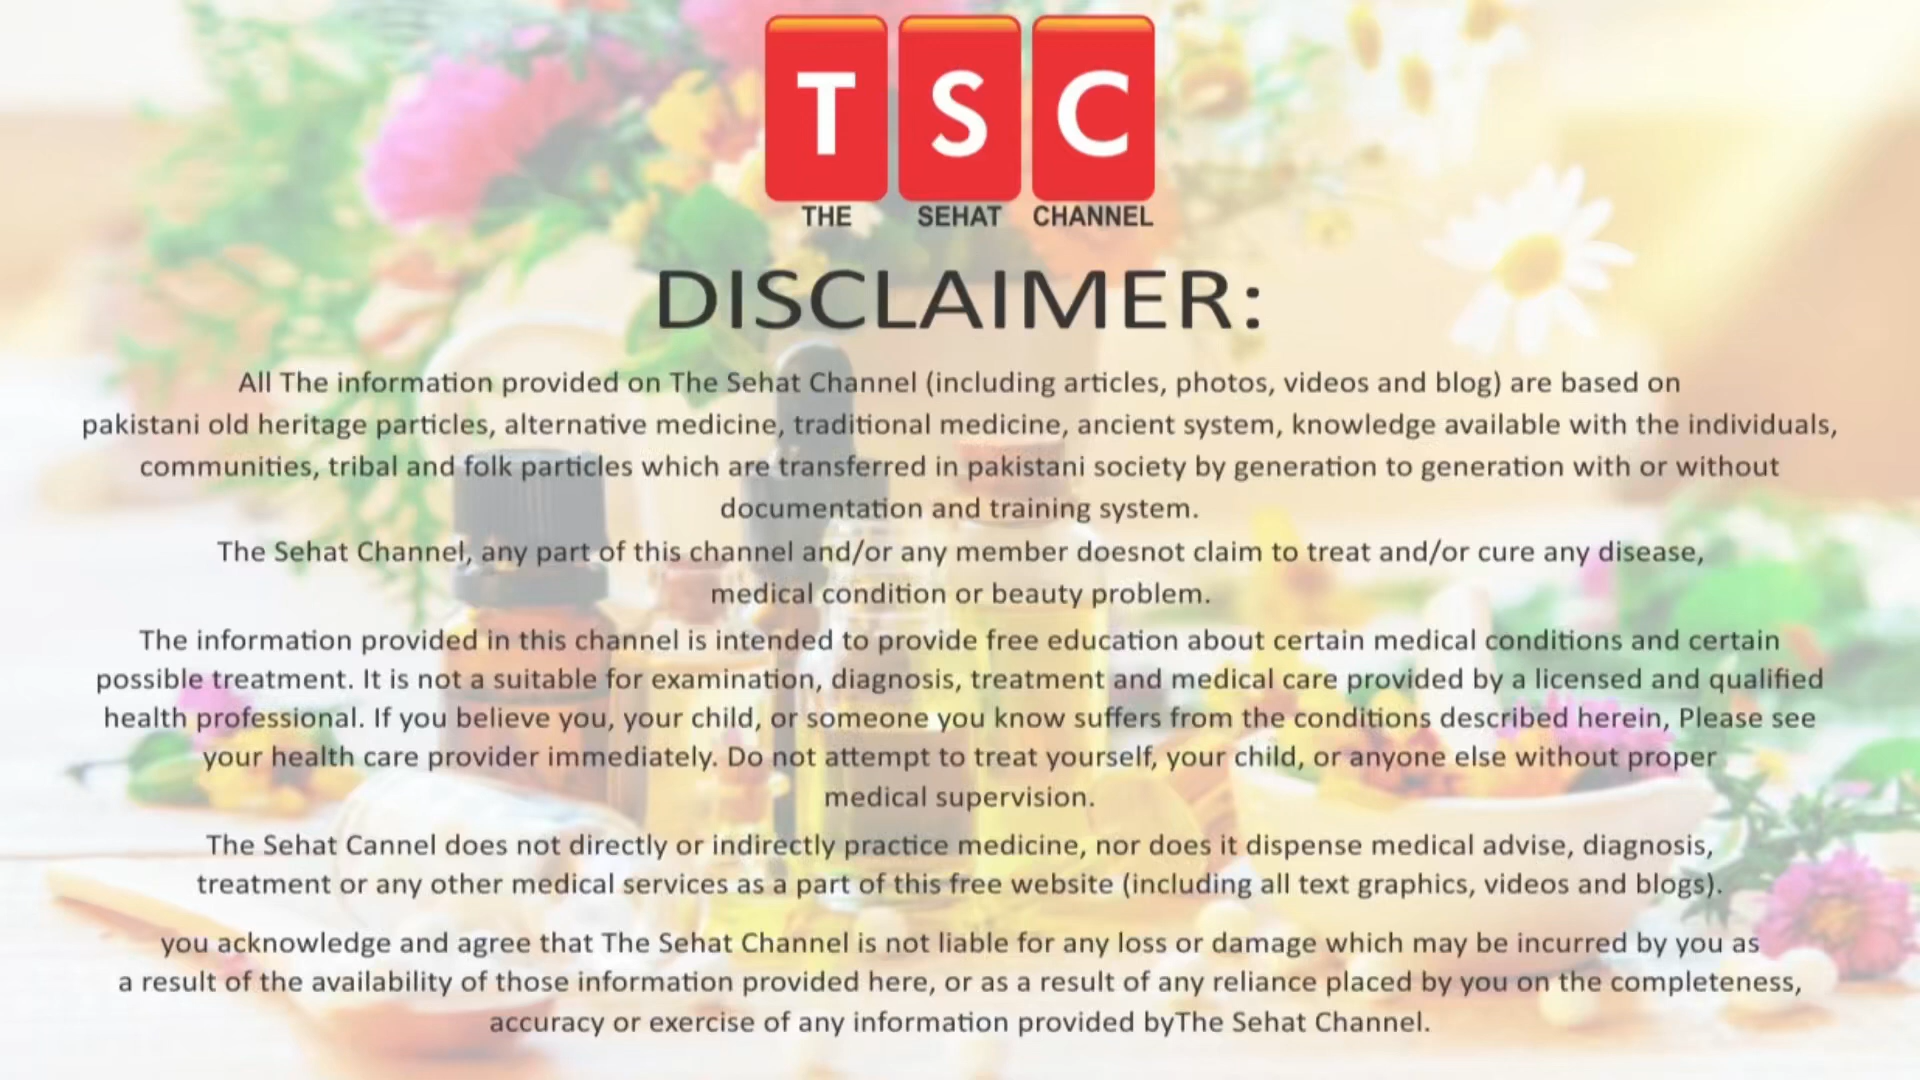 T S C
THE SEHAT CHANNEL
DISCLAIMER:
All The information provided on The Sehat Channel (including articles, photos, videos and blog) are based on
pakistani old heritage particles, alternative medicine, traditional medicine, ancient system, knowledge available with the individuals,
communities, tribal and folk particles which are transferred in pakistani society by generation to generation with or without
documentation and training system.
The Sehat Channel, any part of this channel and/or any member doesnot claim to treat and/or cure any disease,
medical condition or beauty problem.
The information provided in this channel is intended to provide free education about certain medical conditions and certain
possible treatment. It is not a suitable for examination, diagnosis, treatment and medical care provided by a licensed and qualified
health professional. If you believe you, your child, or someone you know suffers from the conditions described herein, Please see
your health care provider immediately. Do not attempt to treat yourself, your child, or anyone else without proper
medical supervision.
The Sehat Cannel does not directly or indirectly practice medicine, nor does it dispense medical advise, diagnosis,
treatment or any other medical services as a part of this free website (including all text graphics, videos and blogs).
you acknowledge and agree that The Sehat Channel is not liable for any loss or damage which may be incurred by you as
a result of the availability of those information provided here, or as a result of any reliance placed by you on the completeness,
accuracy or exercise of any information provided byThe Sehat Channel.